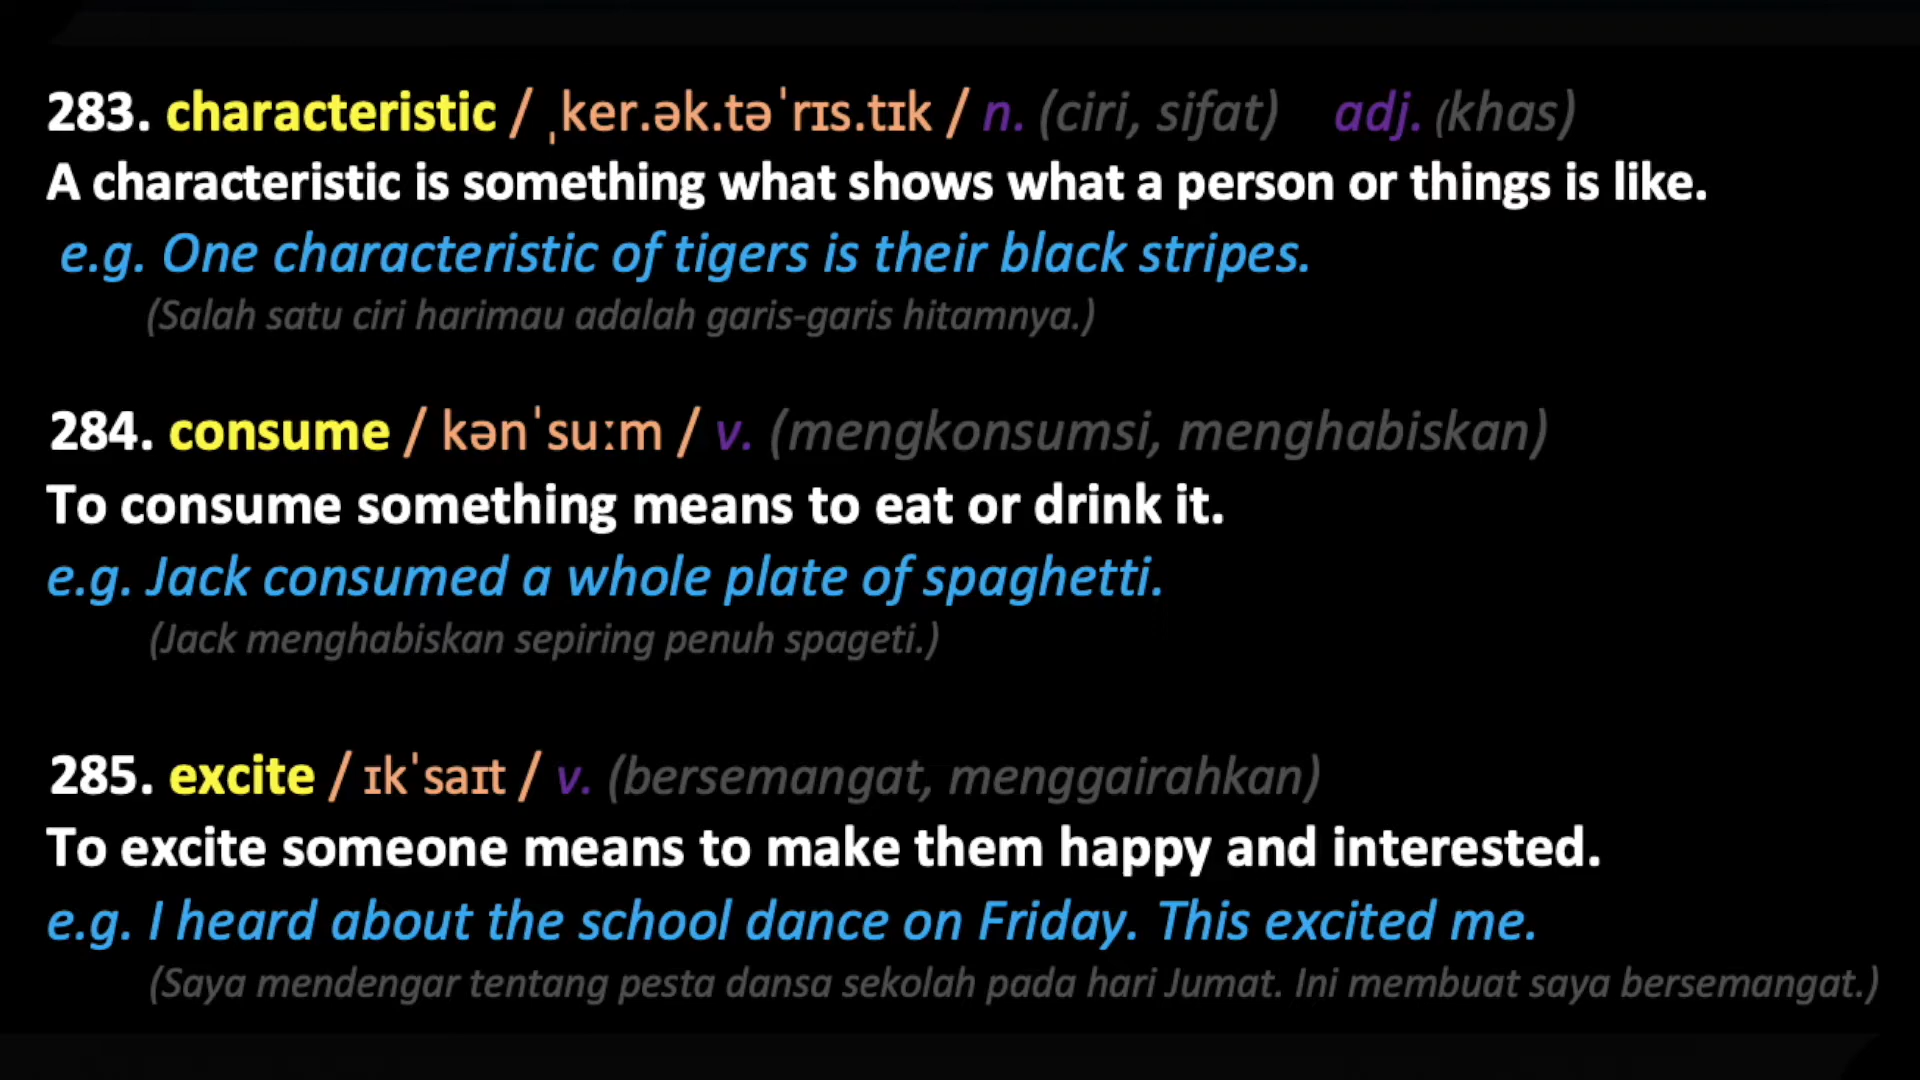 283. characteristic / ˌker.ək.təˈrɪs.tɪk / n. (ciri, sifat) adj. (khas)
A characteristic is something what shows what a person or things is like.
e.g. One characteristic of tigers is their black stripes.
(Salah satu ciri harimau adalah garis-garis hitamnya.)
284. consume / kənˈsuːm / v. (mengkonsumsi, menghabiskan)
To consume something means to eat or drink it.
e.g. Jack consumed a whole plate of spaghetti.
(Jack menghabiskan sepiring penuh spageti.)
285. excite / ɪkˈsaɪt / v. (bersemangat, menggairahkan)
To excite someone means to make them happy and interested.
e.g. I heard about the school dance on Friday. This excited me.
(Saya mendengar tentang pesta dansa sekolah pada hari Jumat. Ini membuat saya bersemangat.)